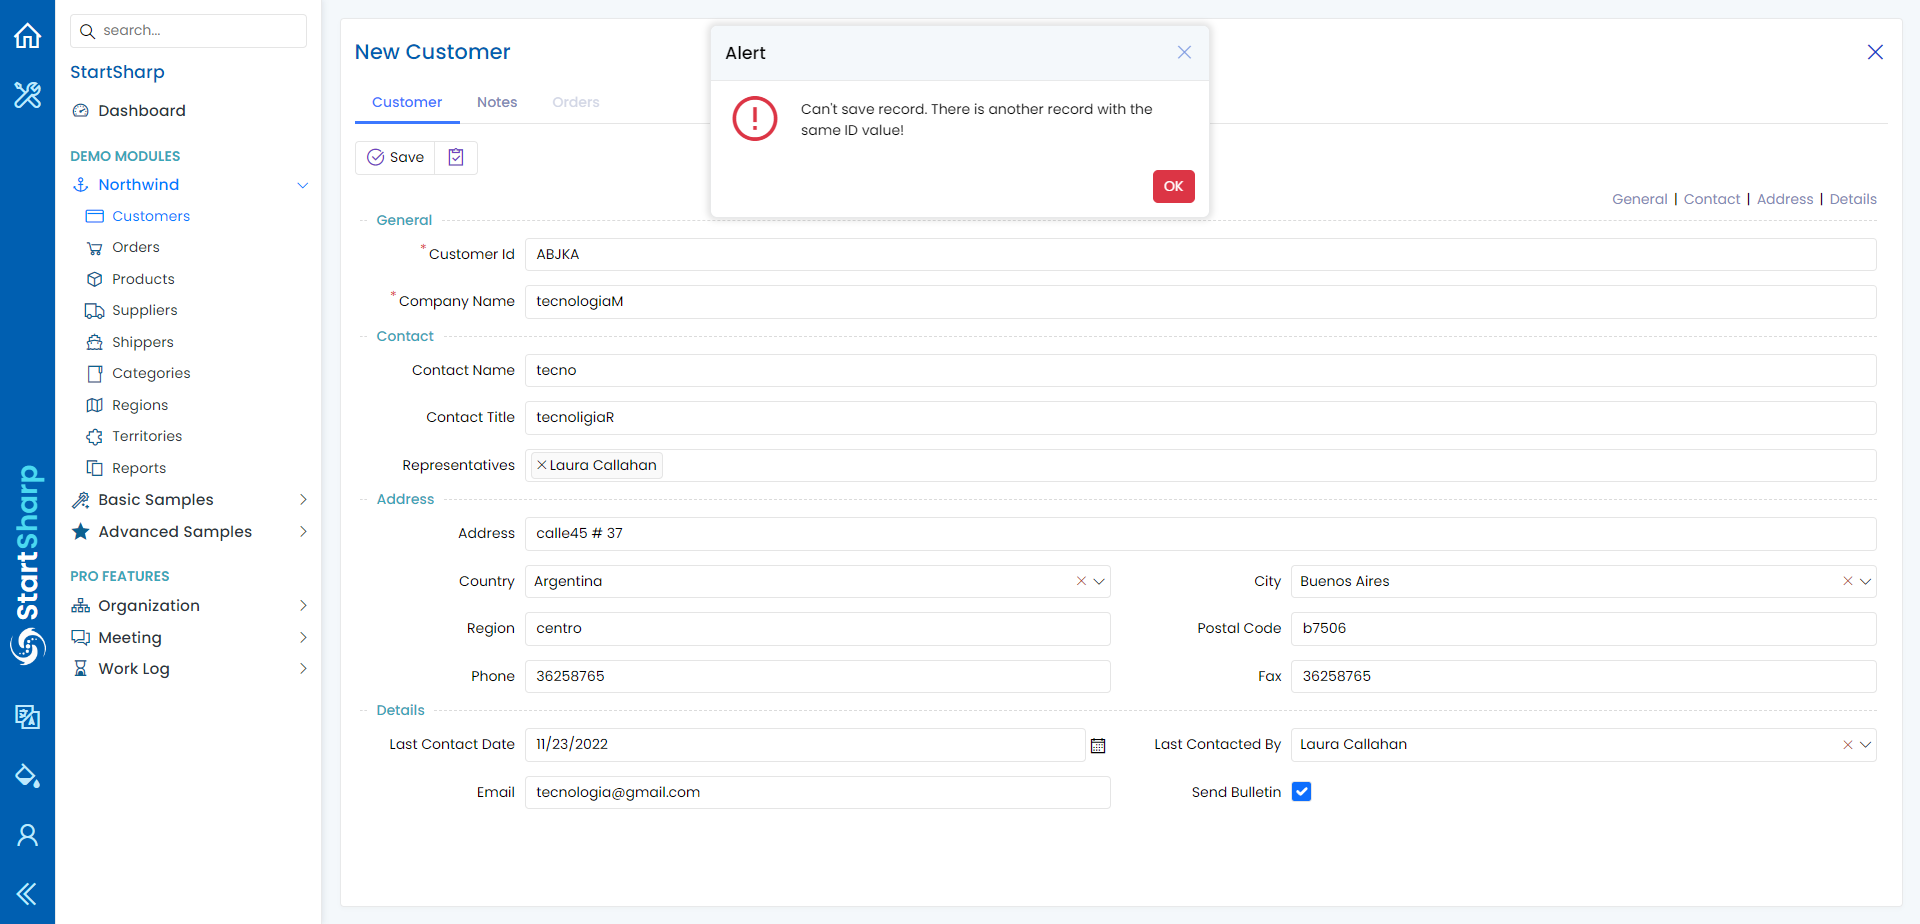 search...
StartSharp
Dashboard
DEMO MODULES
Northwind
Customers
Orders
Products
Suppliers
Shippers
Categories
Regions
Territories
Reports
Basic Samples
Advanced Samples
PRO FEATURES
Organization
Meeting
Work Log
StartSharp
New Customer
Customer
Notes
Orders
Save
Alert
Can't save record. There is another record with the
same ID value!
OK
General | Contact | Address | Details
General
* Customer Id
ABJKA
* Company Name
tecnologiaM
Contact
Contact Name
tecno
Contact Title
tecnoligiaR
Representatives
Laura Callahan
Address
Address
calle45 # 37
Country
Argentina
City
Buenos Aires
Region
centro
Postal Code
b7506
Phone
36258765
Fax
36258765
Details
Last Contact Date
11/23/2022
Last Contacted By
Laura Callahan
Email
tecnologia@gmail.com
Send Bulletin